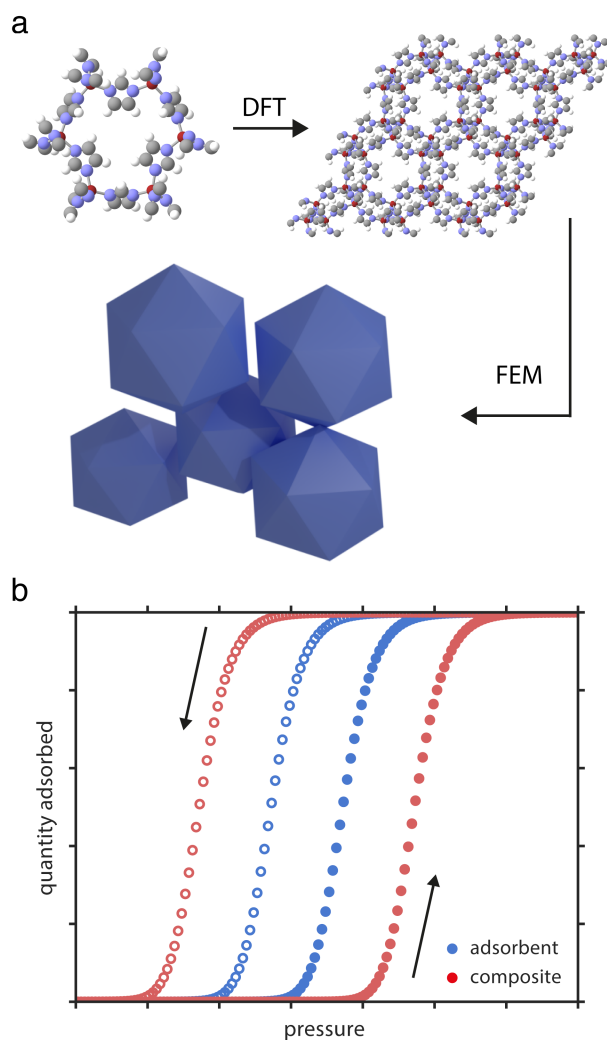 a
DFT
FEM
b
quantity adsorbed
adsorbent
composite
pressure